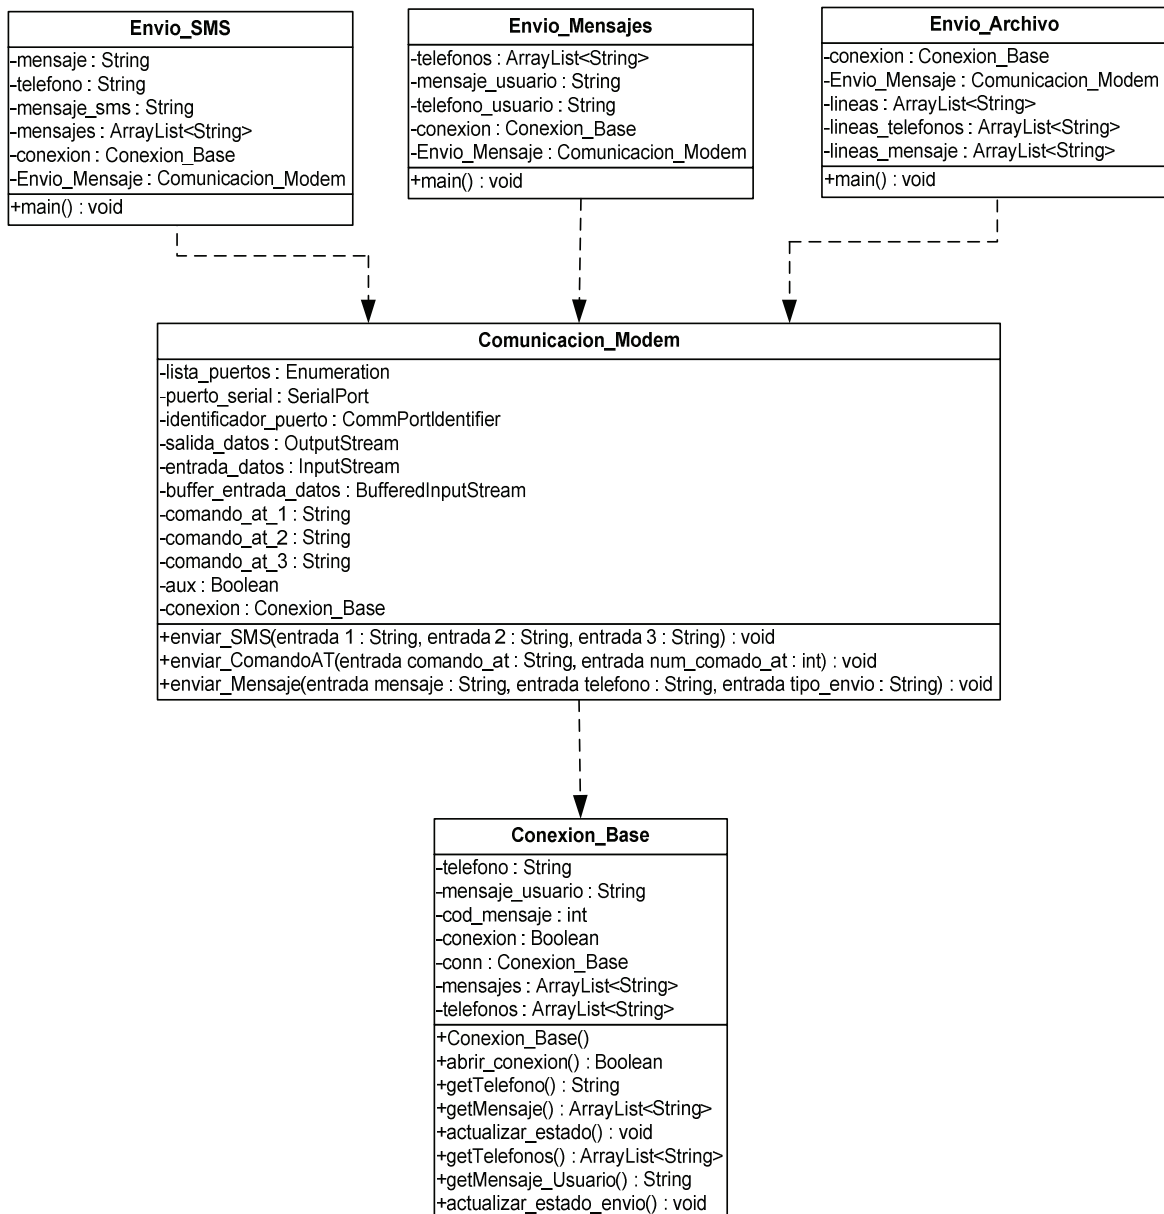 Envio_SMS
-mensaje : String
-telefono : String
-mensaje_sms : String
-mensajes : ArrayList<String>
-conexion : Conexion_Base
-Envio_Mensaje : Comunicacion_Modem
+main() : void
Envio_Mensajes
-telefonos : ArrayList<String>
-mensaje_usuario : String
-telefono_usuario : String
-conexion : Conexion_Base
-Envio_Mensaje : Comunicacion_Modem
+main() : void
Envio_Archivo
-conexion : Conexion_Base
-Envio_Mensaje : Comunicacion_Modem
-lineas : ArrayList<String>
-lineas_telefonos : ArrayList<String>
-lineas_mensaje : ArrayList<String>
+main() : void
Comunicacion_Modem
-lista_puertos : Enumeration
-puerto_serial : SerialPort
-identificador_puerto : CommPortIdentifier
-salida_datos : OutputStream
-entrada_datos : InputStream
-buffer_entrada_datos : BufferedInputStream
-comando_at_1 : String
-comando_at_2 : String
-comando_at_3 : String
-aux : Boolean
-conexion : Conexion_Base
+enviar_SMS(entrada 1 : String, entrada 2 : String, entrada 3 : String) : void
+enviar_ComandoAT(entrada comando_at : String, entrada num_comado_at : int) : void
+enviar_Mensaje(entrada mensaje : String, entrada telefono : String, entrada tipo_envio : String) : void
Conexion_Base
-telefono : String
-mensaje_usuario : String
-cod_mensaje : int
-conexion : Boolean
-conn : Conexion_Base
-mensajes : ArrayList<String>
-telefonos : ArrayList<String>
+Conexion_Base()
+abrir_conexion() : Boolean
+getTelefono() : String
+getMensaje() : ArrayList<String>
+actualizar_estado() : void
+getTelefonos() : ArrayList<String>
+getMensaje_Usuario() : String
+actualizar_estado_envio() : void